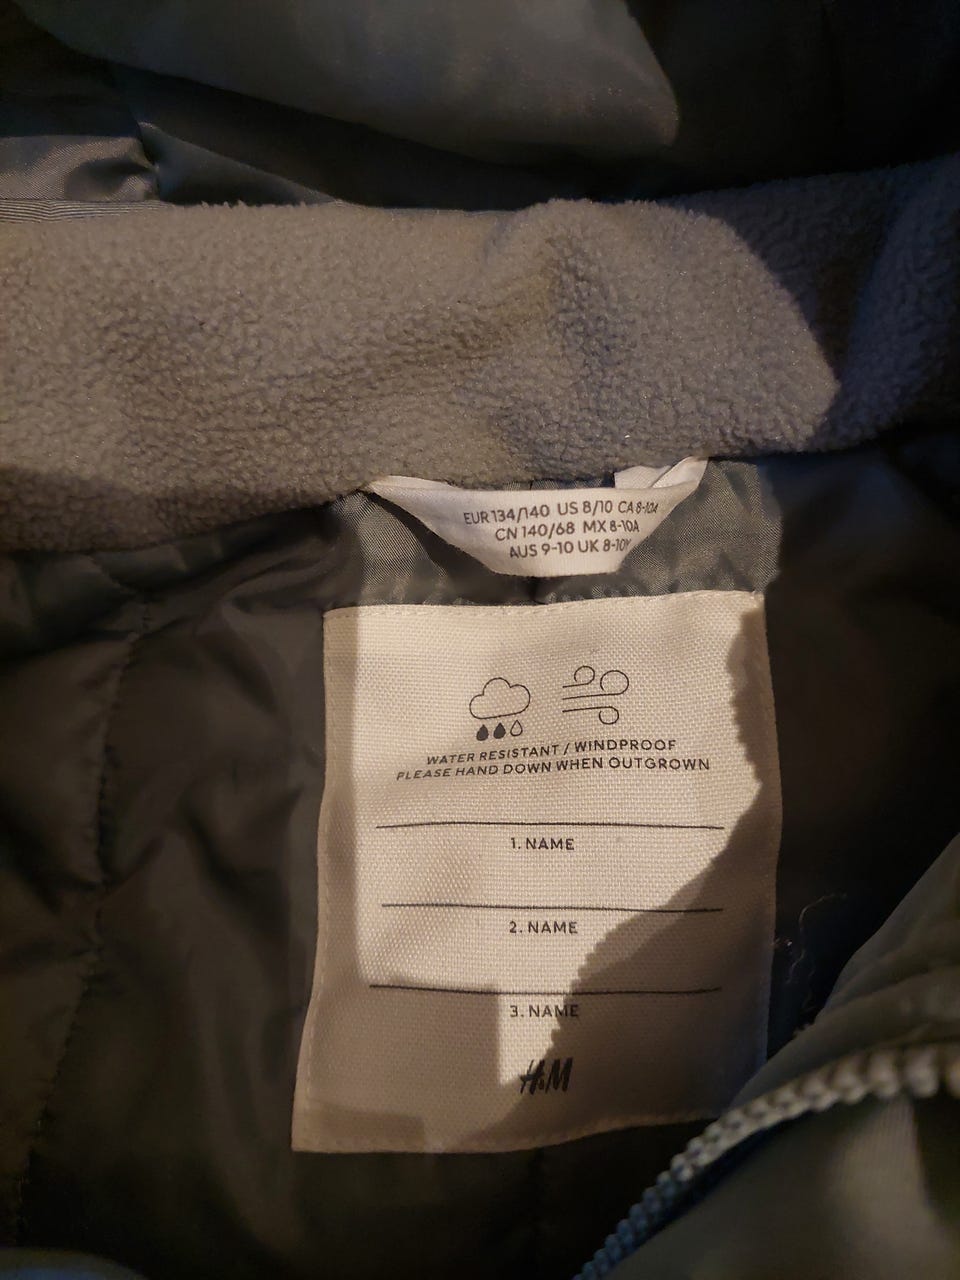 EUR 134/140 US 8/10 CA 8-10A
CN 140/68 MX 8-10A
AUS 9-10 UK 8-10Y
WATER RESISTANT / WINDPROOF
PLEASE HAND DOWN WHEN OUTGROWN
1. NAME
2. NAME
3. NAME
H&M